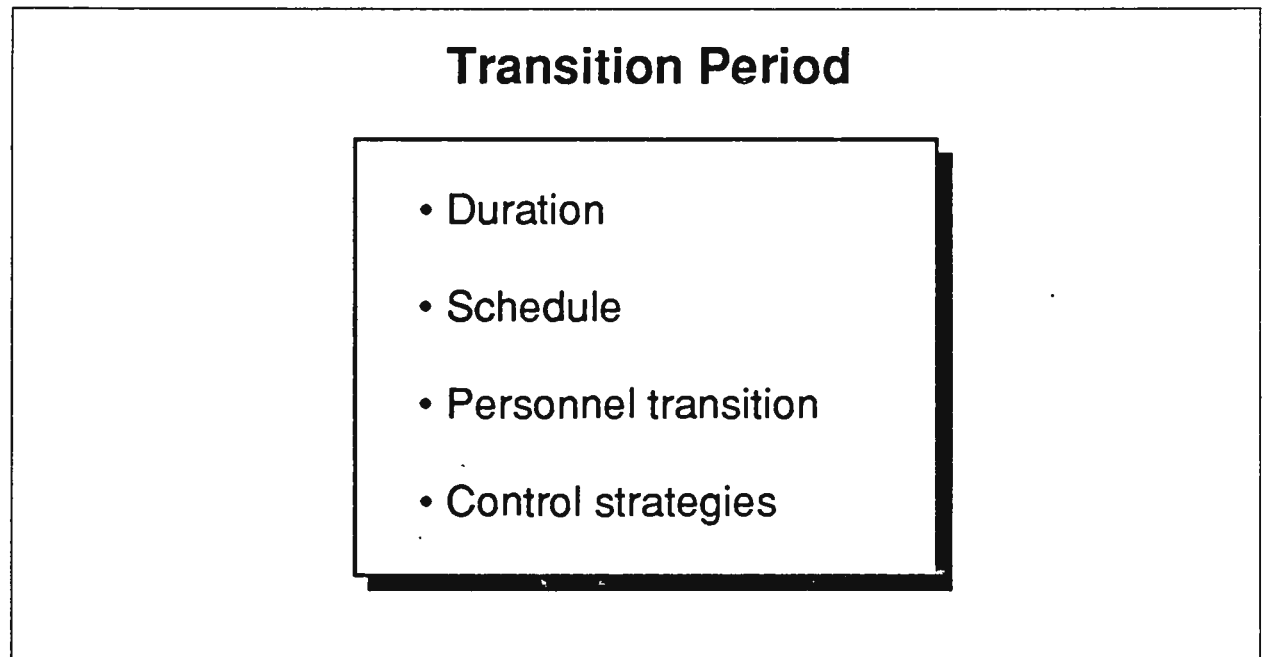 Transition Period
• Duration
• Schedule
• Personnel transition
• Control strategies